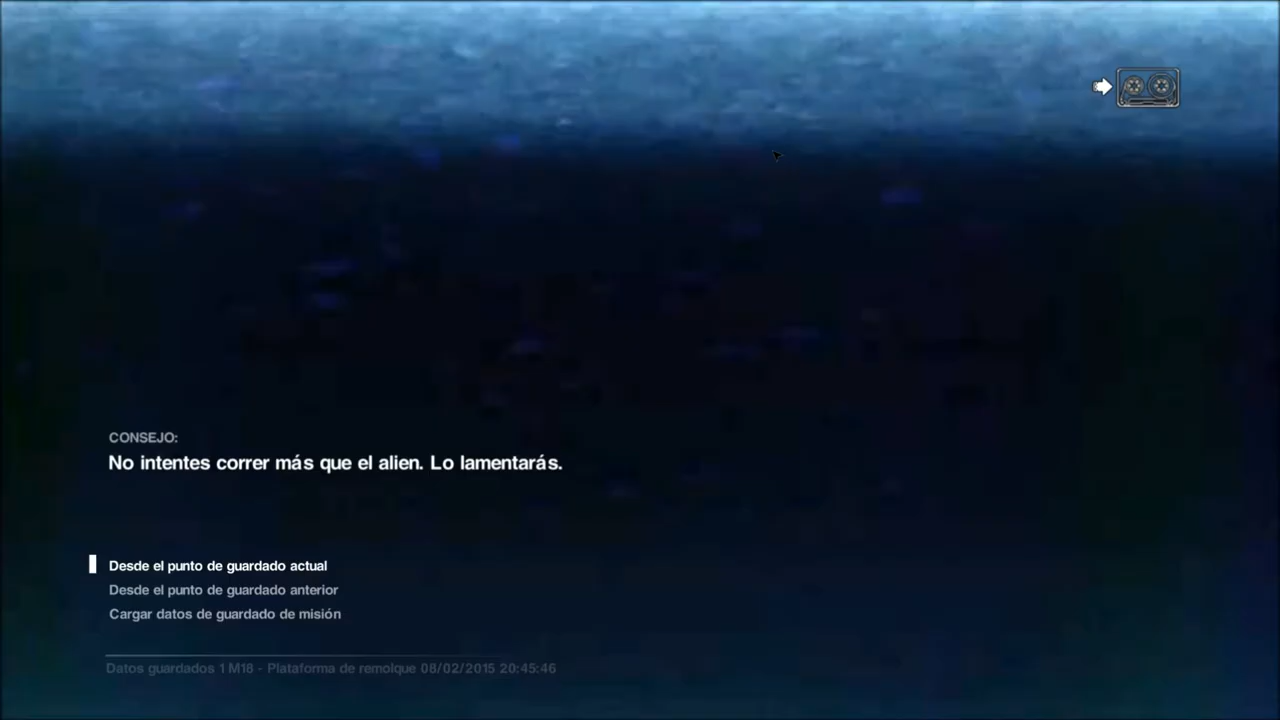 CONSEJO:
No intentes correr más que el alien. Lo lamentarás.
Desde el punto de guardado actual
Desde el punto de guardado anterior
Cargar datos de guardado de misión
Datos guardados 1 M18 - Plataforma de remolque 08/02/2015 20:45:46